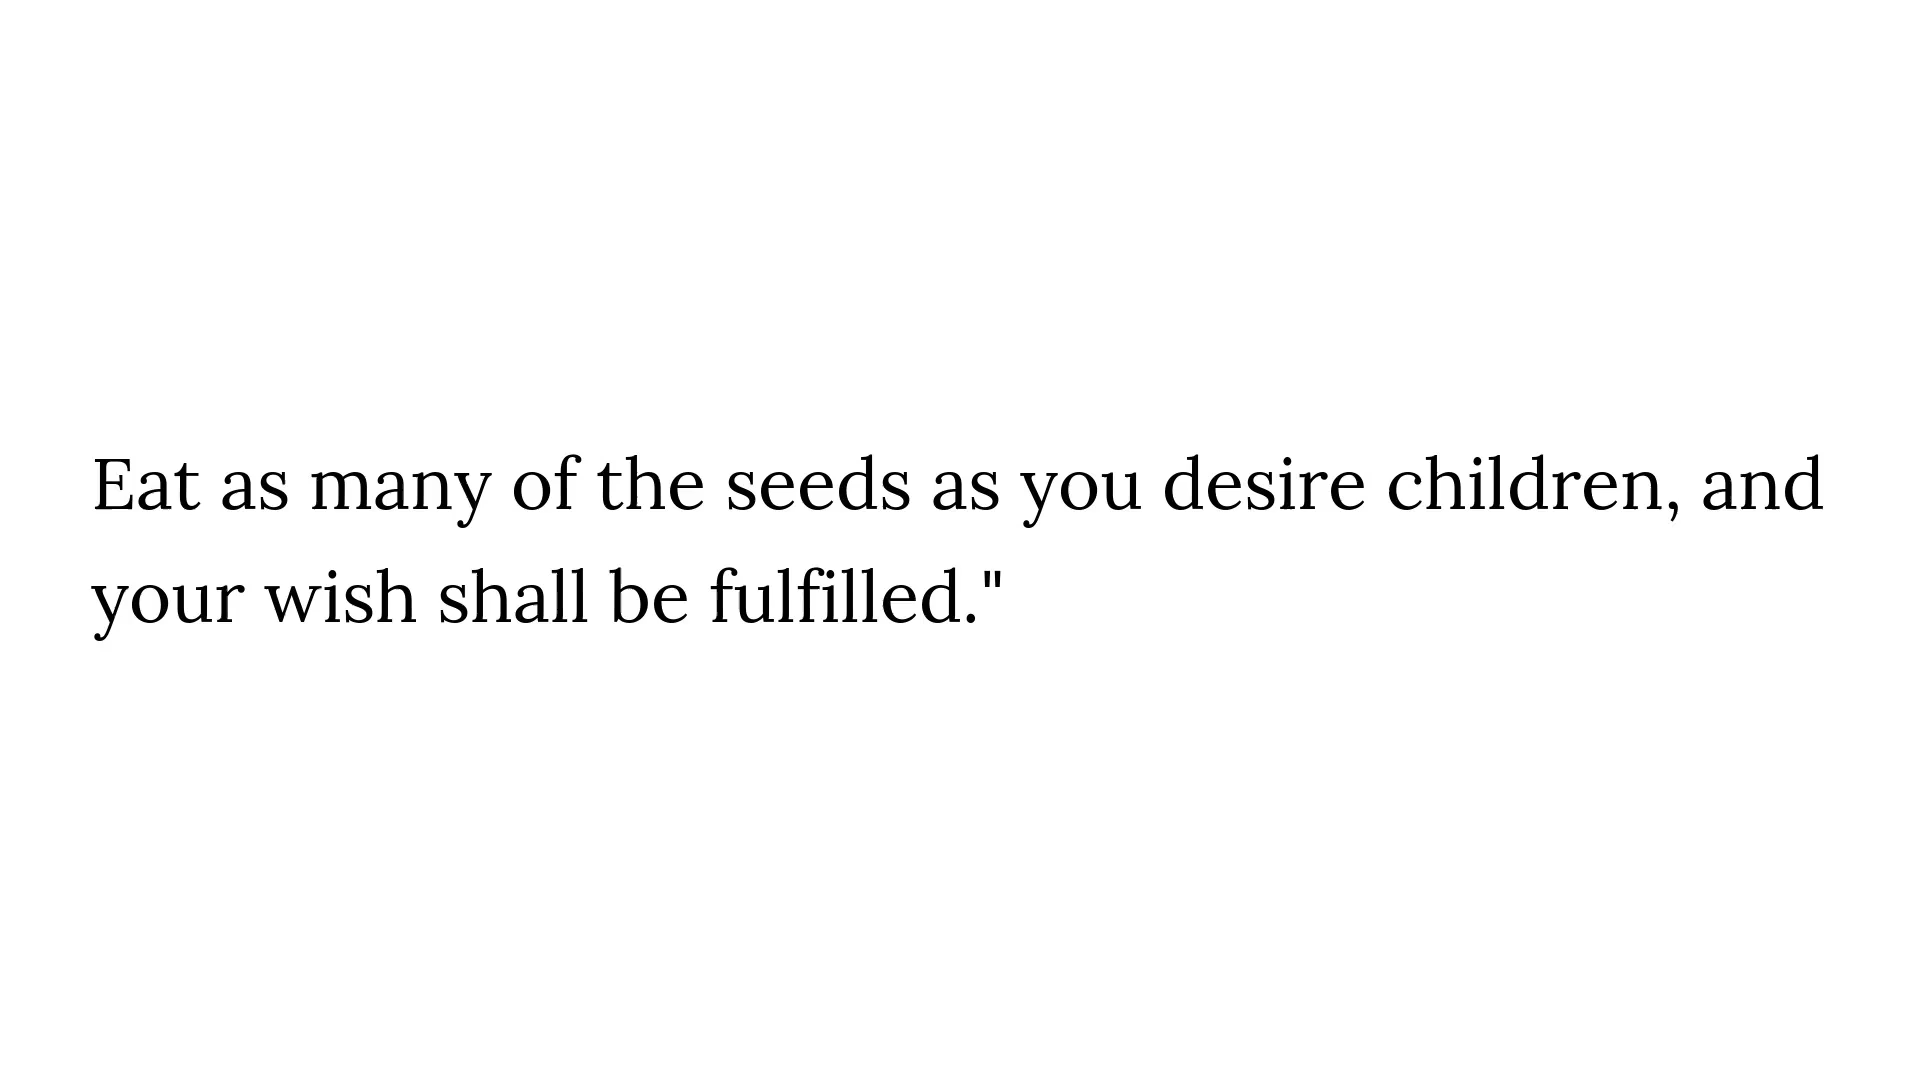 Eat as many of the seeds as you desire children, and
your wish shall be fulfilled."